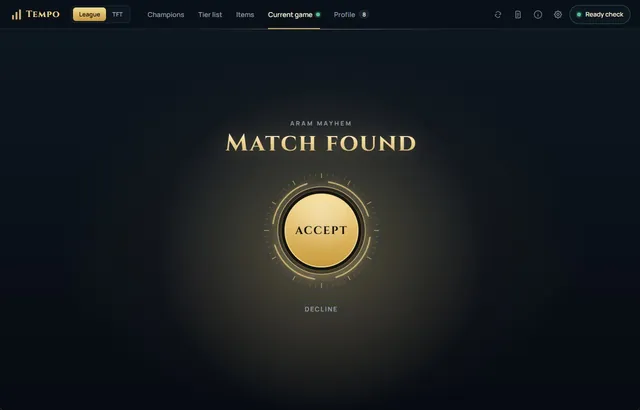 Tempo
League
TFT
Champions
Tier list
Items
Current game
Profile
8
Ready check
ARAM MAYHEM
MATCH FOUND
ACCEPT
DECLINE